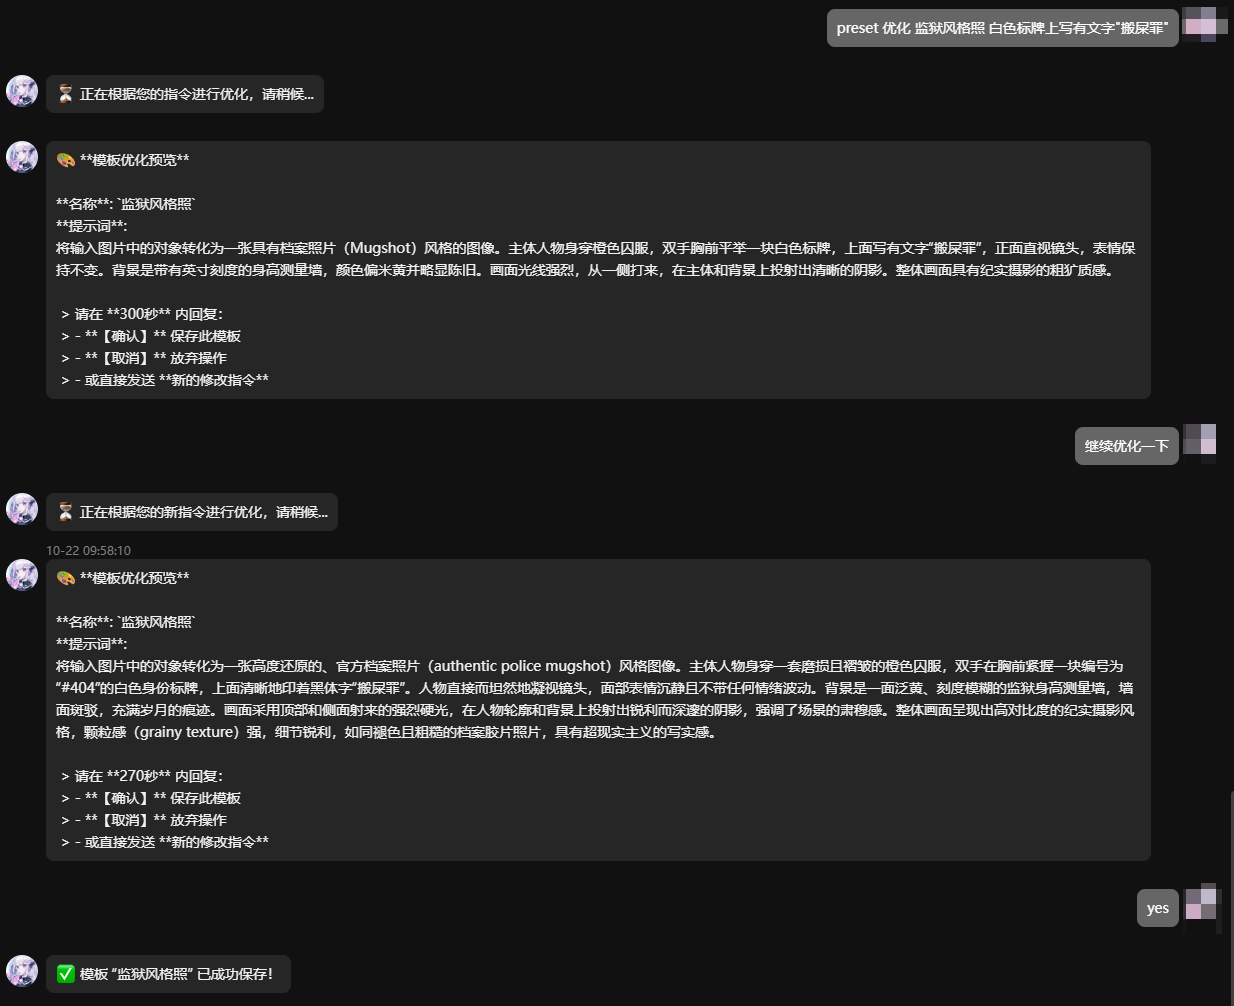 preset 优化 监狱风格照 白色标牌上写有文字"搬屎罪"
⏳ 正在根据您的指令进行优化，请稍候...
🎨 **模板优化预览**
**名称**: `监狱风格照`
**提示词**:
将输入图片中的对象转化为一张具有档案照片（Mugshot）风格的图像。主体人物身穿橙色囚服，双手胸前平举一块白色标牌，上面写有文字“搬屎罪”，正面直视镜头，表情保
持不变。背景是带有英寸刻度的身高测量墙，颜色偏米黄并略显陈旧。画面光线强烈，从一侧打来，在主体和背景上投射出清晰的阴影。整体画面具有纪实摄影的粗犷质感。
> 请在 **300秒** 内回复：
> - **【确认】** 保存此模板
> - **【取消】** 放弃操作
> - 或直接发送 **新的修改指令**
继续优化一下
⏳ 正在根据您的新指令进行优化，请稍候...
10-22 09:58:10
🎨 **模板优化预览**
**名称**: `监狱风格照`
**提示词**:
将输入图片中的对象转化为一张高度还原的、官方档案照片（authentic police mugshot）风格图像。主体人物身穿一套磨损且褶皱的橙色囚服，双手在胸前紧握一块编号为
“#404”的白色身份标牌，上面清晰地印着黑体字“搬屎罪”。人物直接而坦然地凝视镜头，面部表情沉静且不带任何情绪波动。背景是一面泛黄、刻度模糊的监狱身高测量墙，墙
面斑驳，充满岁月的痕迹。画面采用顶部和侧面射来的强烈硬光，在人物轮廓和背景上投射出锐利而深邃的阴影，强调了场景的肃穆感。整体画面呈现出高对比度的纪实摄影风
格，颗粒感（grainy texture）强，细节锐利，如同褪色且粗糙的档案胶片照片，具有超现实主义的写实感。
> 请在 **270秒** 内回复：
> - **【确认】** 保存此模板
> - **【取消】** 放弃操作
> - 或直接发送 **新的修改指令**
yes
✅ 模板 “监狱风格照” 已成功保存！